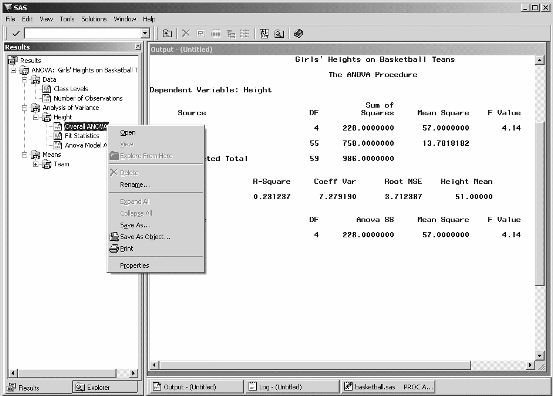 SAS
File Edit View Tools Solutions Window Help
Results
Results
ANOVA: Girls' Heights on Basketball T
Data
Class Levels
Number of Observations
Analysis of Variance
Height
Overall ANOVA
Fit Statistics
Anova Model A
Means
Team
Open
View
Explore From Here
Delete
Rename...
Expand All
Collapse All
Save As...
Save As Object...
Print
Properties
Output - (Untitled)
Girls' Heights on Basketball Teams
The ANOVA Procedure
Dependent Variable: Height
Sum of
Source DF Squares Mean Square F Value
4 228.0000000 57.0000000 4.14
55 758.0000000 13.7818182
ted Total 59 986.0000000
R-Square Coeff Var Root MSE Height Mean
0.231237 7.279190 3.712387 51.00000
DF Anova SS Mean Square F Value
4 228.0000000 57.0000000 4.14
Results Explorer
Output - (Untitled) Log - (Untitled) basketball.sas PROC A...